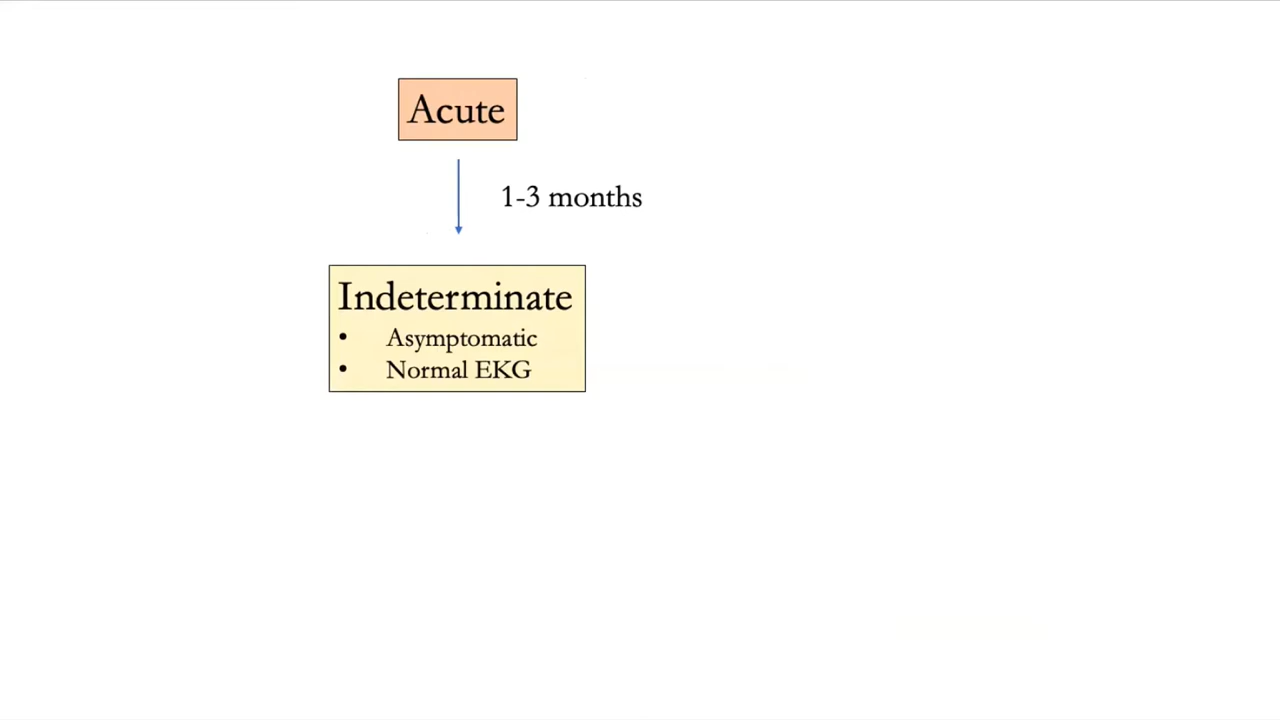 Acute
1-3 months
Indeterminate
• Asymptomatic
• Normal EKG